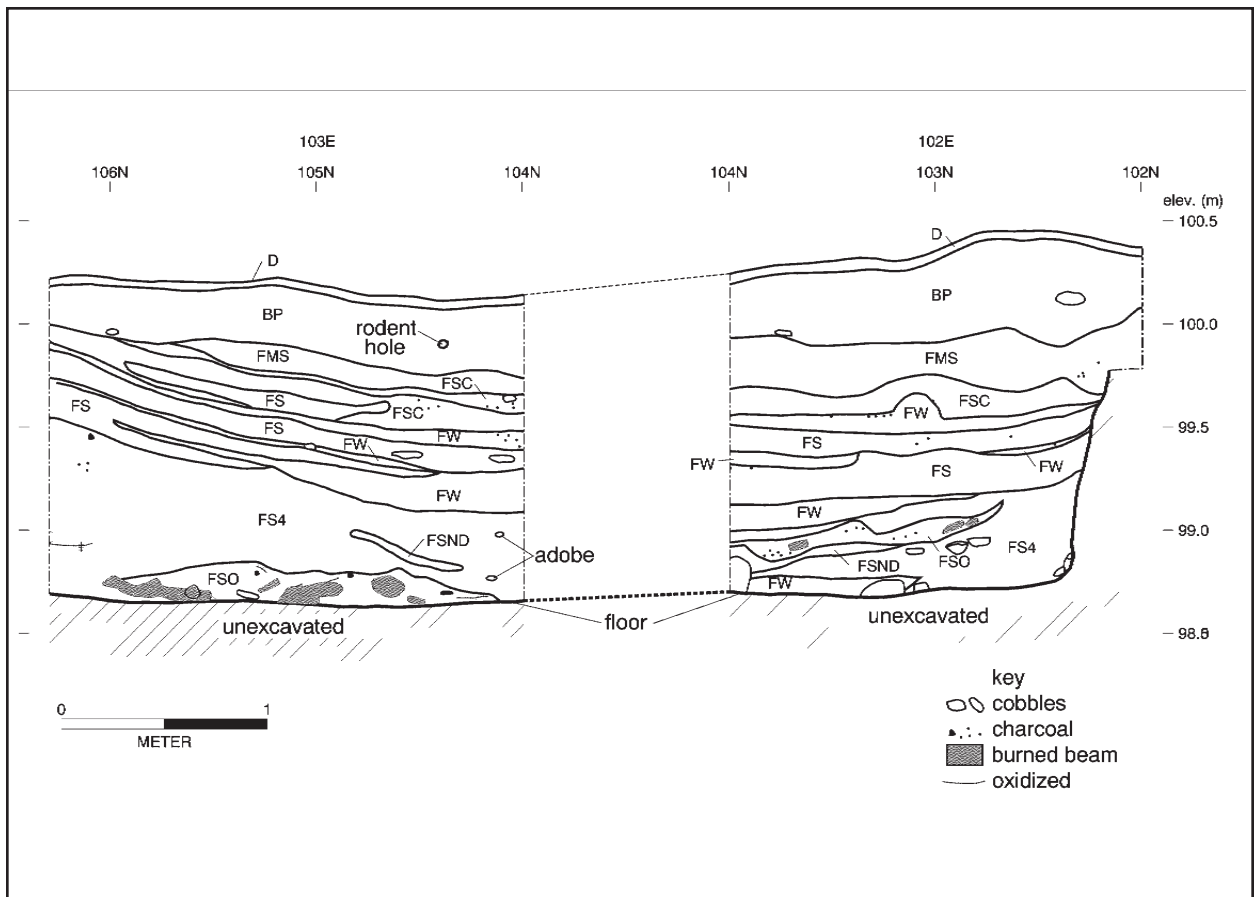 103E 102E
106N 105N 104N 104N 103N 102N
elev. (m)
100.5
D
D
BP
BP
rodent
hole
100.0
FMS
FMS
FSC
FSC
FS
FSC
FW
FS
FS
FW
FW
99.5
FS
FW
FW
FS
FW
FW
FS4
99.0
FSND
adobe
FS4
FSND
FSO
FSO
FW
floor
unexcavated
unexcavated
98.5
key
cobbles
charcoal
burned beam
oxidized
0 1
METER